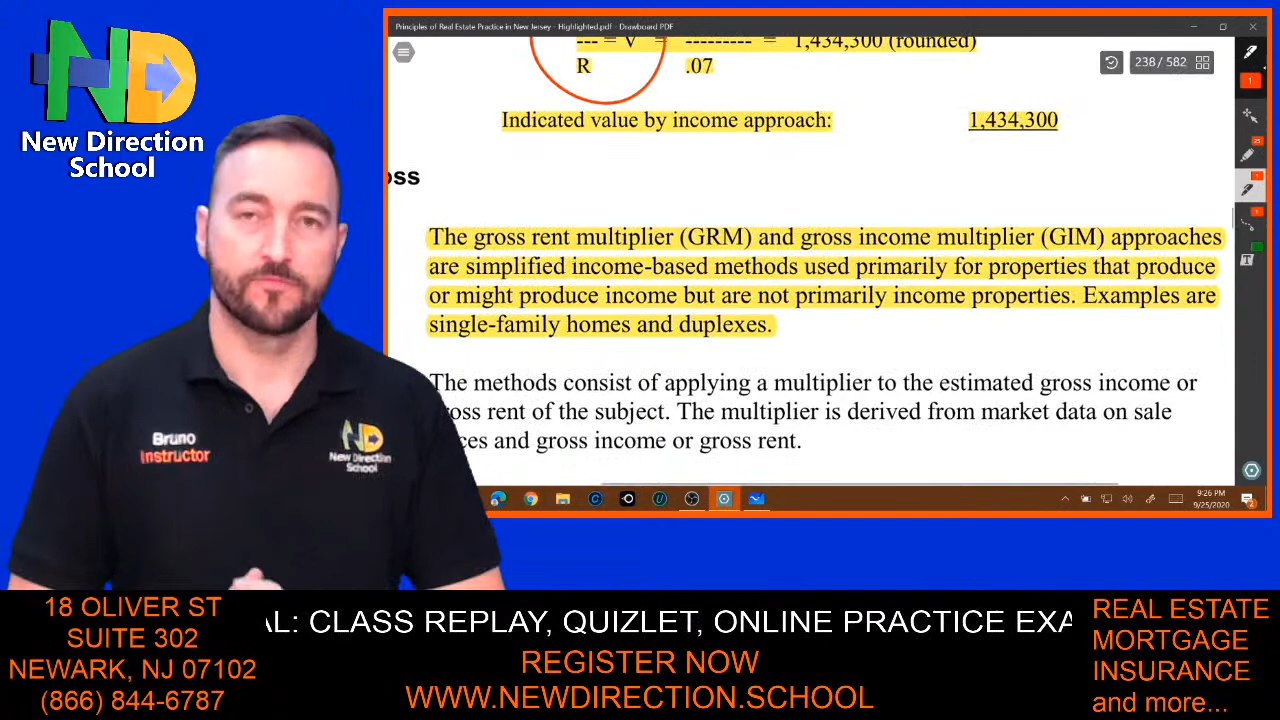 ND
New Direction
School
Principles of Real Estate Practice in New Jersey - Highlighted.pdf - Drawboard PDF
--- = V = --------- = 1,434,300 (rounded)
R .07
238 / 582
Indicated value by income approach: 1,434,300
oss
The gross rent multiplier (GRM) and gross income multiplier (GIM) approaches
are simplified income-based methods used primarily for properties that produce
or might produce income but are not primarily income properties. Examples are
single-family homes and duplexes.
The methods consist of applying a multiplier to the estimated gross income or
ross rent of the subject. The multiplier is derived from market data on sale
ces and gross income or gross rent.
Bruno
Instructor
ND
New Direction
School
9:26 PM
9/25/2020
18 OLIVER ST
SUITE 302
NEWARK, NJ 07102
(866) 844-6787
AL: CLASS REPLAY, QUIZLET, ONLINE PRACTICE EXA
REGISTER NOW
WWW.NEWDIRECTION.SCHOOL
REAL ESTATE
MORTGAGE
INSURANCE
and more...